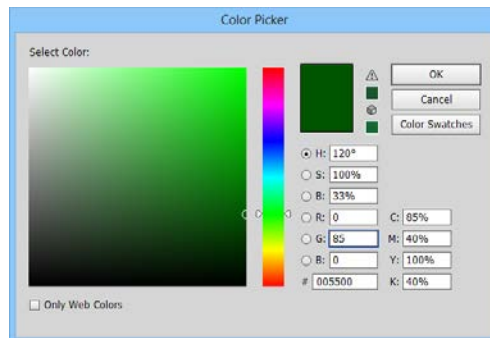 Color Picker
Select Color:
OK
Cancel
Color Swatches
H: 120°
S: 100%
B: 33%
R: 0 C: 85%
G: 85 M: 40%
B: 0 Y: 100%
# 005500 K: 40%
Only Web Colors